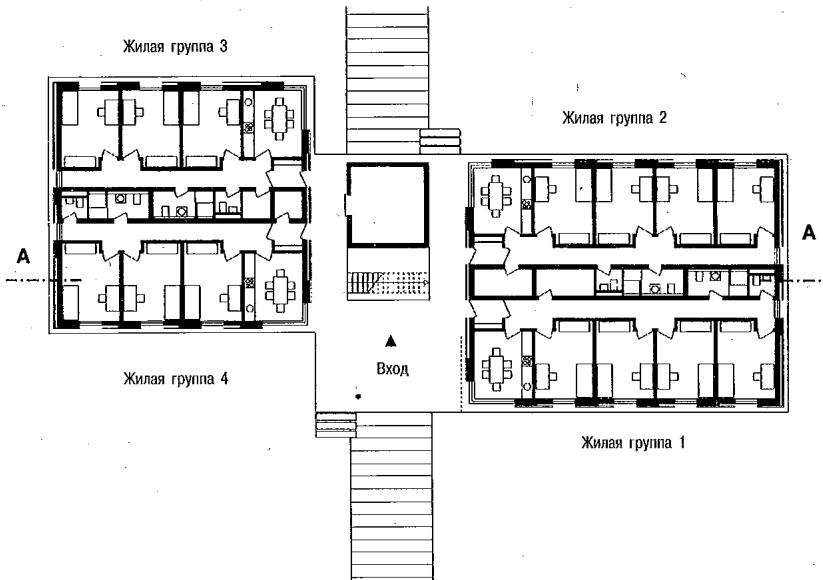 Жилая группа 3
Жилая группа 2
А
А
Вход
Жилая группа 4
Жилая группа 1